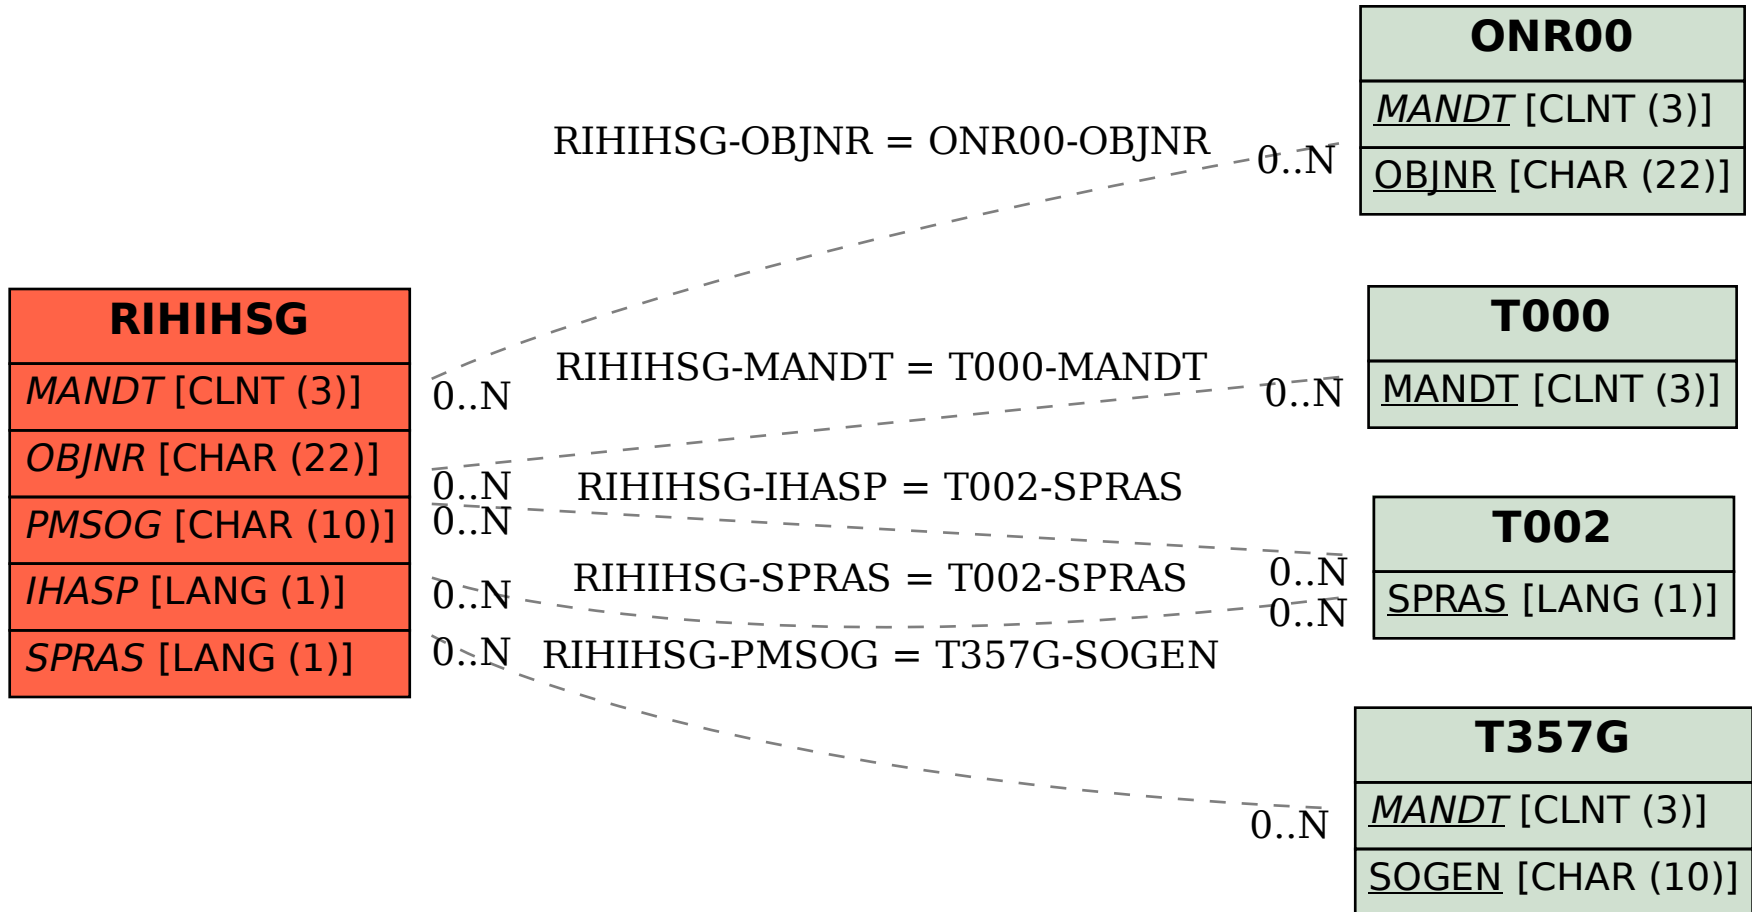 RIHIHSG
MANDT [CLNT (3)]
OBJNR [CHAR (22)]
PMSOG [CHAR (10)]
IHASP [LANG (1)]
SPRAS [LANG (1)]
RIHIHSG-OBJNR = ONR00-OBJNR
0..N
0..N
RIHIHSG-MANDT = T000-MANDT
0..N
0..N
RIHIHSG-IHASP = T002-SPRAS
0..N
0..N
RIHIHSG-SPRAS = T002-SPRAS
0..N
0..N
RIHIHSG-PMSOG = T357G-SOGEN
0..N
0..N
ONR00
MANDT [CLNT (3)]
OBJNR [CHAR (22)]
T000
MANDT [CLNT (3)]
T002
SPRAS [LANG (1)]
T357G
MANDT [CLNT (3)]
SOGEN [CHAR (10)]